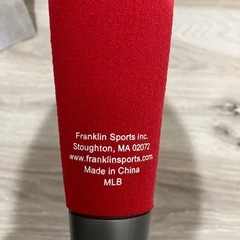 Franklin Sports Inc.
Stoughton, MA 02072
www.franklinsports.com
Made in China
MLB